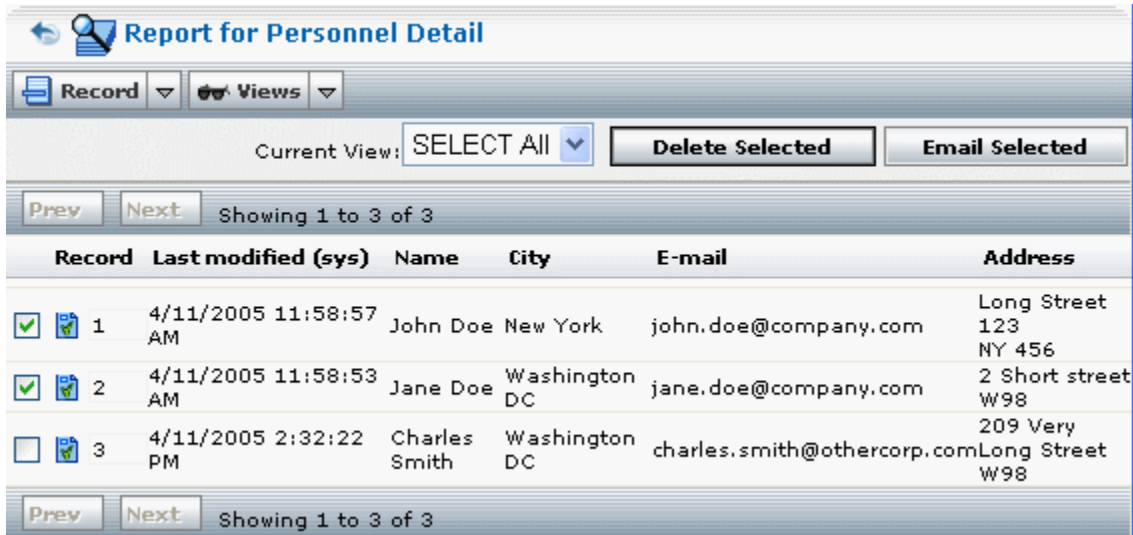 Report for Personnel Detail
Record Views
Current View: SELECT All Delete Selected Email Selected
Prev Next Showing 1 to 3 of 3
Record Last modified (sys) Name City E-mail Address
1 4/11/2005 11:58:57 AM John Doe New York john.doe@company.com Long Street 123 NY 456
2 4/11/2005 11:58:53 AM Jane Doe Washington DC jane.doe@company.com 2 Short street W98
3 4/11/2005 2:32:22 PM Charles Smith Washington DC charles.smith@othercorp.com 209 Very Long Street W98
Prev Next Showing 1 to 3 of 3